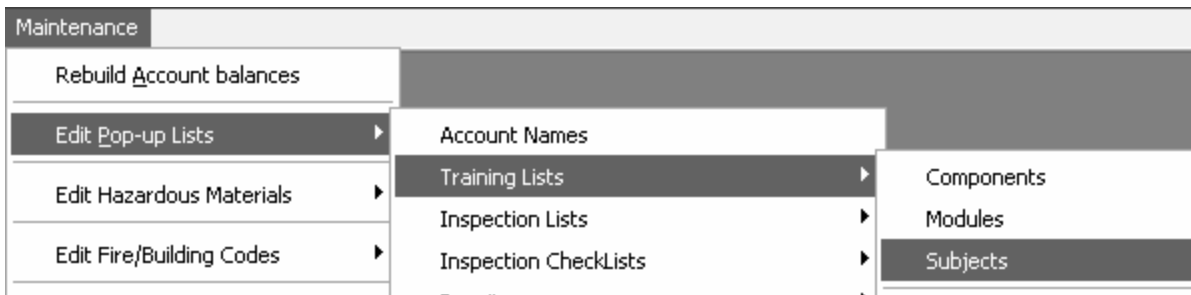 Maintenance
Rebuild Account balances
Edit Pop-up Lists
Edit Hazardous Materials
Edit Fire/Building Codes
Account Names
Training Lists
Inspection Lists
Inspection CheckLists
Components
Modules
Subjects